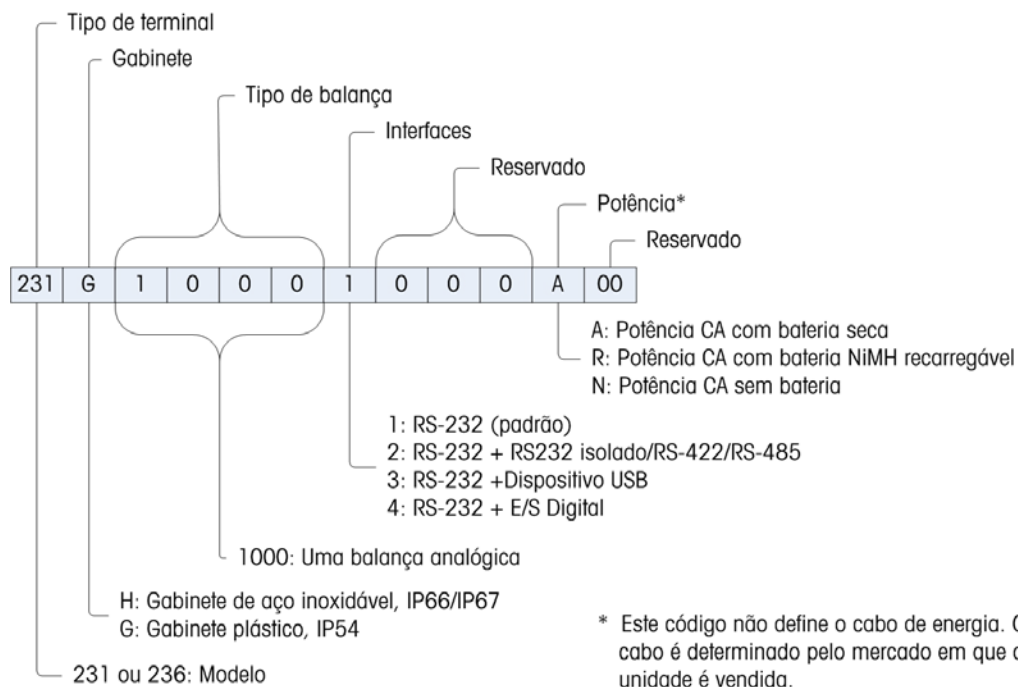 Tipo de terminal
Gabinete
Tipo de balança
Interfaces
Reservado
Potência*
Reservado
231 G 1 0 0 0 1 0 0 0 A 00
A: Potência CA com bateria seca
R: Potência CA com bateria NiMH recarregável
N: Potência CA sem bateria
1: RS-232 (padrão)
2: RS-232 + RS232 isolado/RS-422/RS-485
3: RS-232 +Dispositivo USB
4: RS-232 + E/S Digital
1000: Uma balança analógica
H: Gabinete de aço inoxidável, IP66/IP67
G: Gabinete plástico, IP54
231 ou 236: Modelo
* Este código não define o cabo de energia. O
cabo é determinado pelo mercado em que a
unidade é vendida.